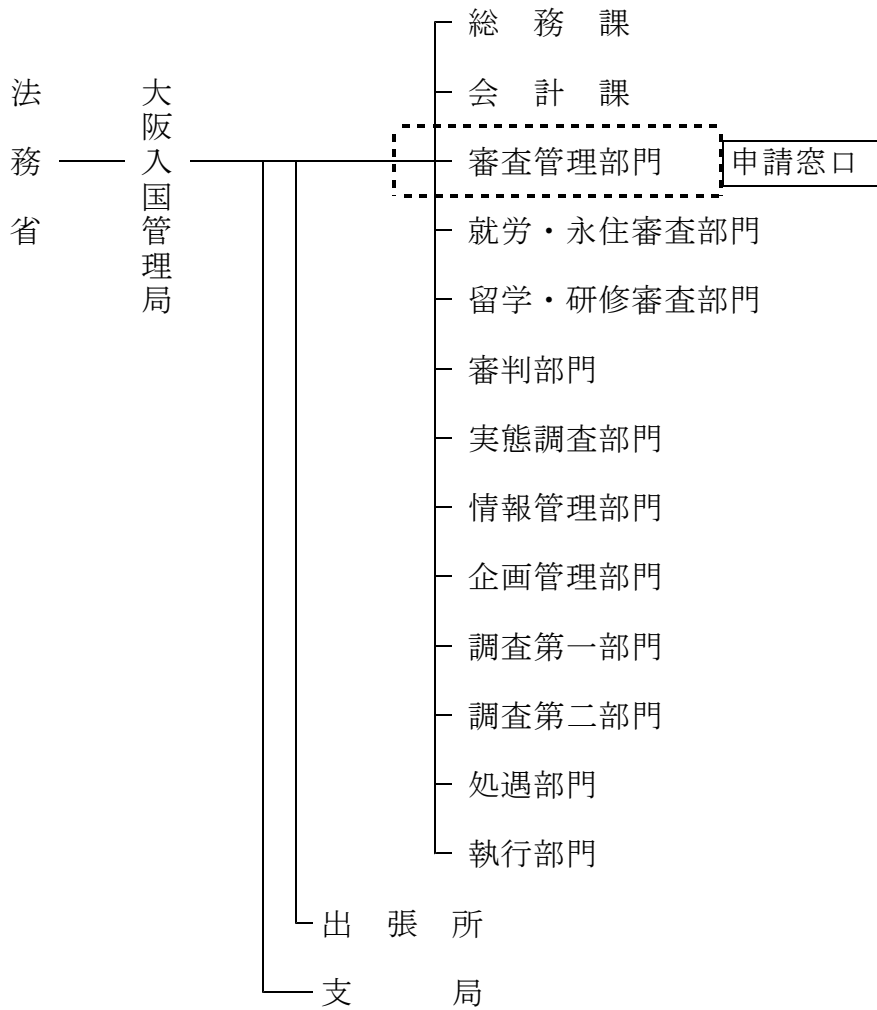 法務省
大阪入国管理局
総務課
会計課
審査管理部門
申請窓口
就労・永住審査部門
留学・研修審査部門
審判部門
実態調査部門
情報管理部門
企画管理部門
調査第一部門
調査第二部門
処遇部門
執行部門
出張所
支局